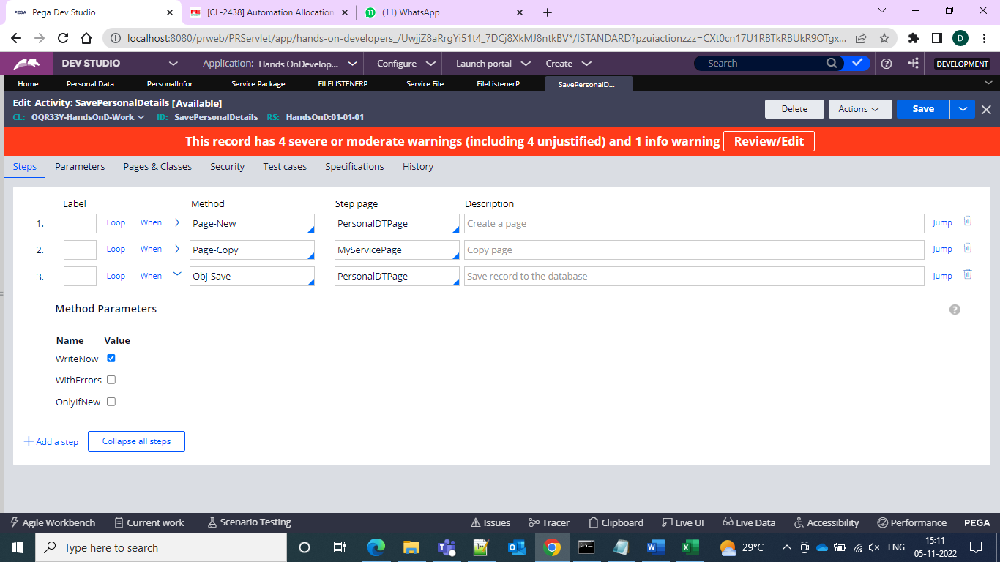 PEGA Pega Dev Studio
[CL-2438] Automation Allocation
(11) WhatsApp
localhost:8080/prweb/PRServlet/app/hands-on-developers_/UwjjZ8aRrgYi51t4_7DCj8XkMJ8ntkBV*/!STANDARD?pzuiactionzzz=CXt0cn17U1RBTkRBUkR9OTgx...
D
DEV STUDIO Application: Hands OnDevelop... Configure Launch portal Create Search DEVELOPMENT
Home Personal Data PersonalInfor... Service Package FILELISTENERP... Service File FileListenerP... SavePersonalD...
Edit Activity: SavePersonalDetails [Available]
CL: OQR33Y-HandsOnD-Work ID: SavePersonalDetails RS: HandsOnD:01-01-01
Delete Actions Save
This record has 4 severe or moderate warnings (including 4 unjustified) and 1 info warning Review/Edit
Steps Parameters Pages & Classes Security Test cases Specifications History
Label Method Step page Description
1. Loop When Page-New PersonalDTPage Create a page Jump
2. Loop When Page-Copy MyServicePage Copy page Jump
3. Loop When Obj-Save PersonalDTPage Save record to the database Jump
Method Parameters ?
Name Value
WriteNow
WithErrors
OnlyIfNew
+ Add a step Collapse all steps
Agile Workbench Current work Scenario Testing Issues Tracer Clipboard Live UI Live Data Accessibility Performance PEGA
Type here to search
29°C
ENG
15:11
05-11-2022